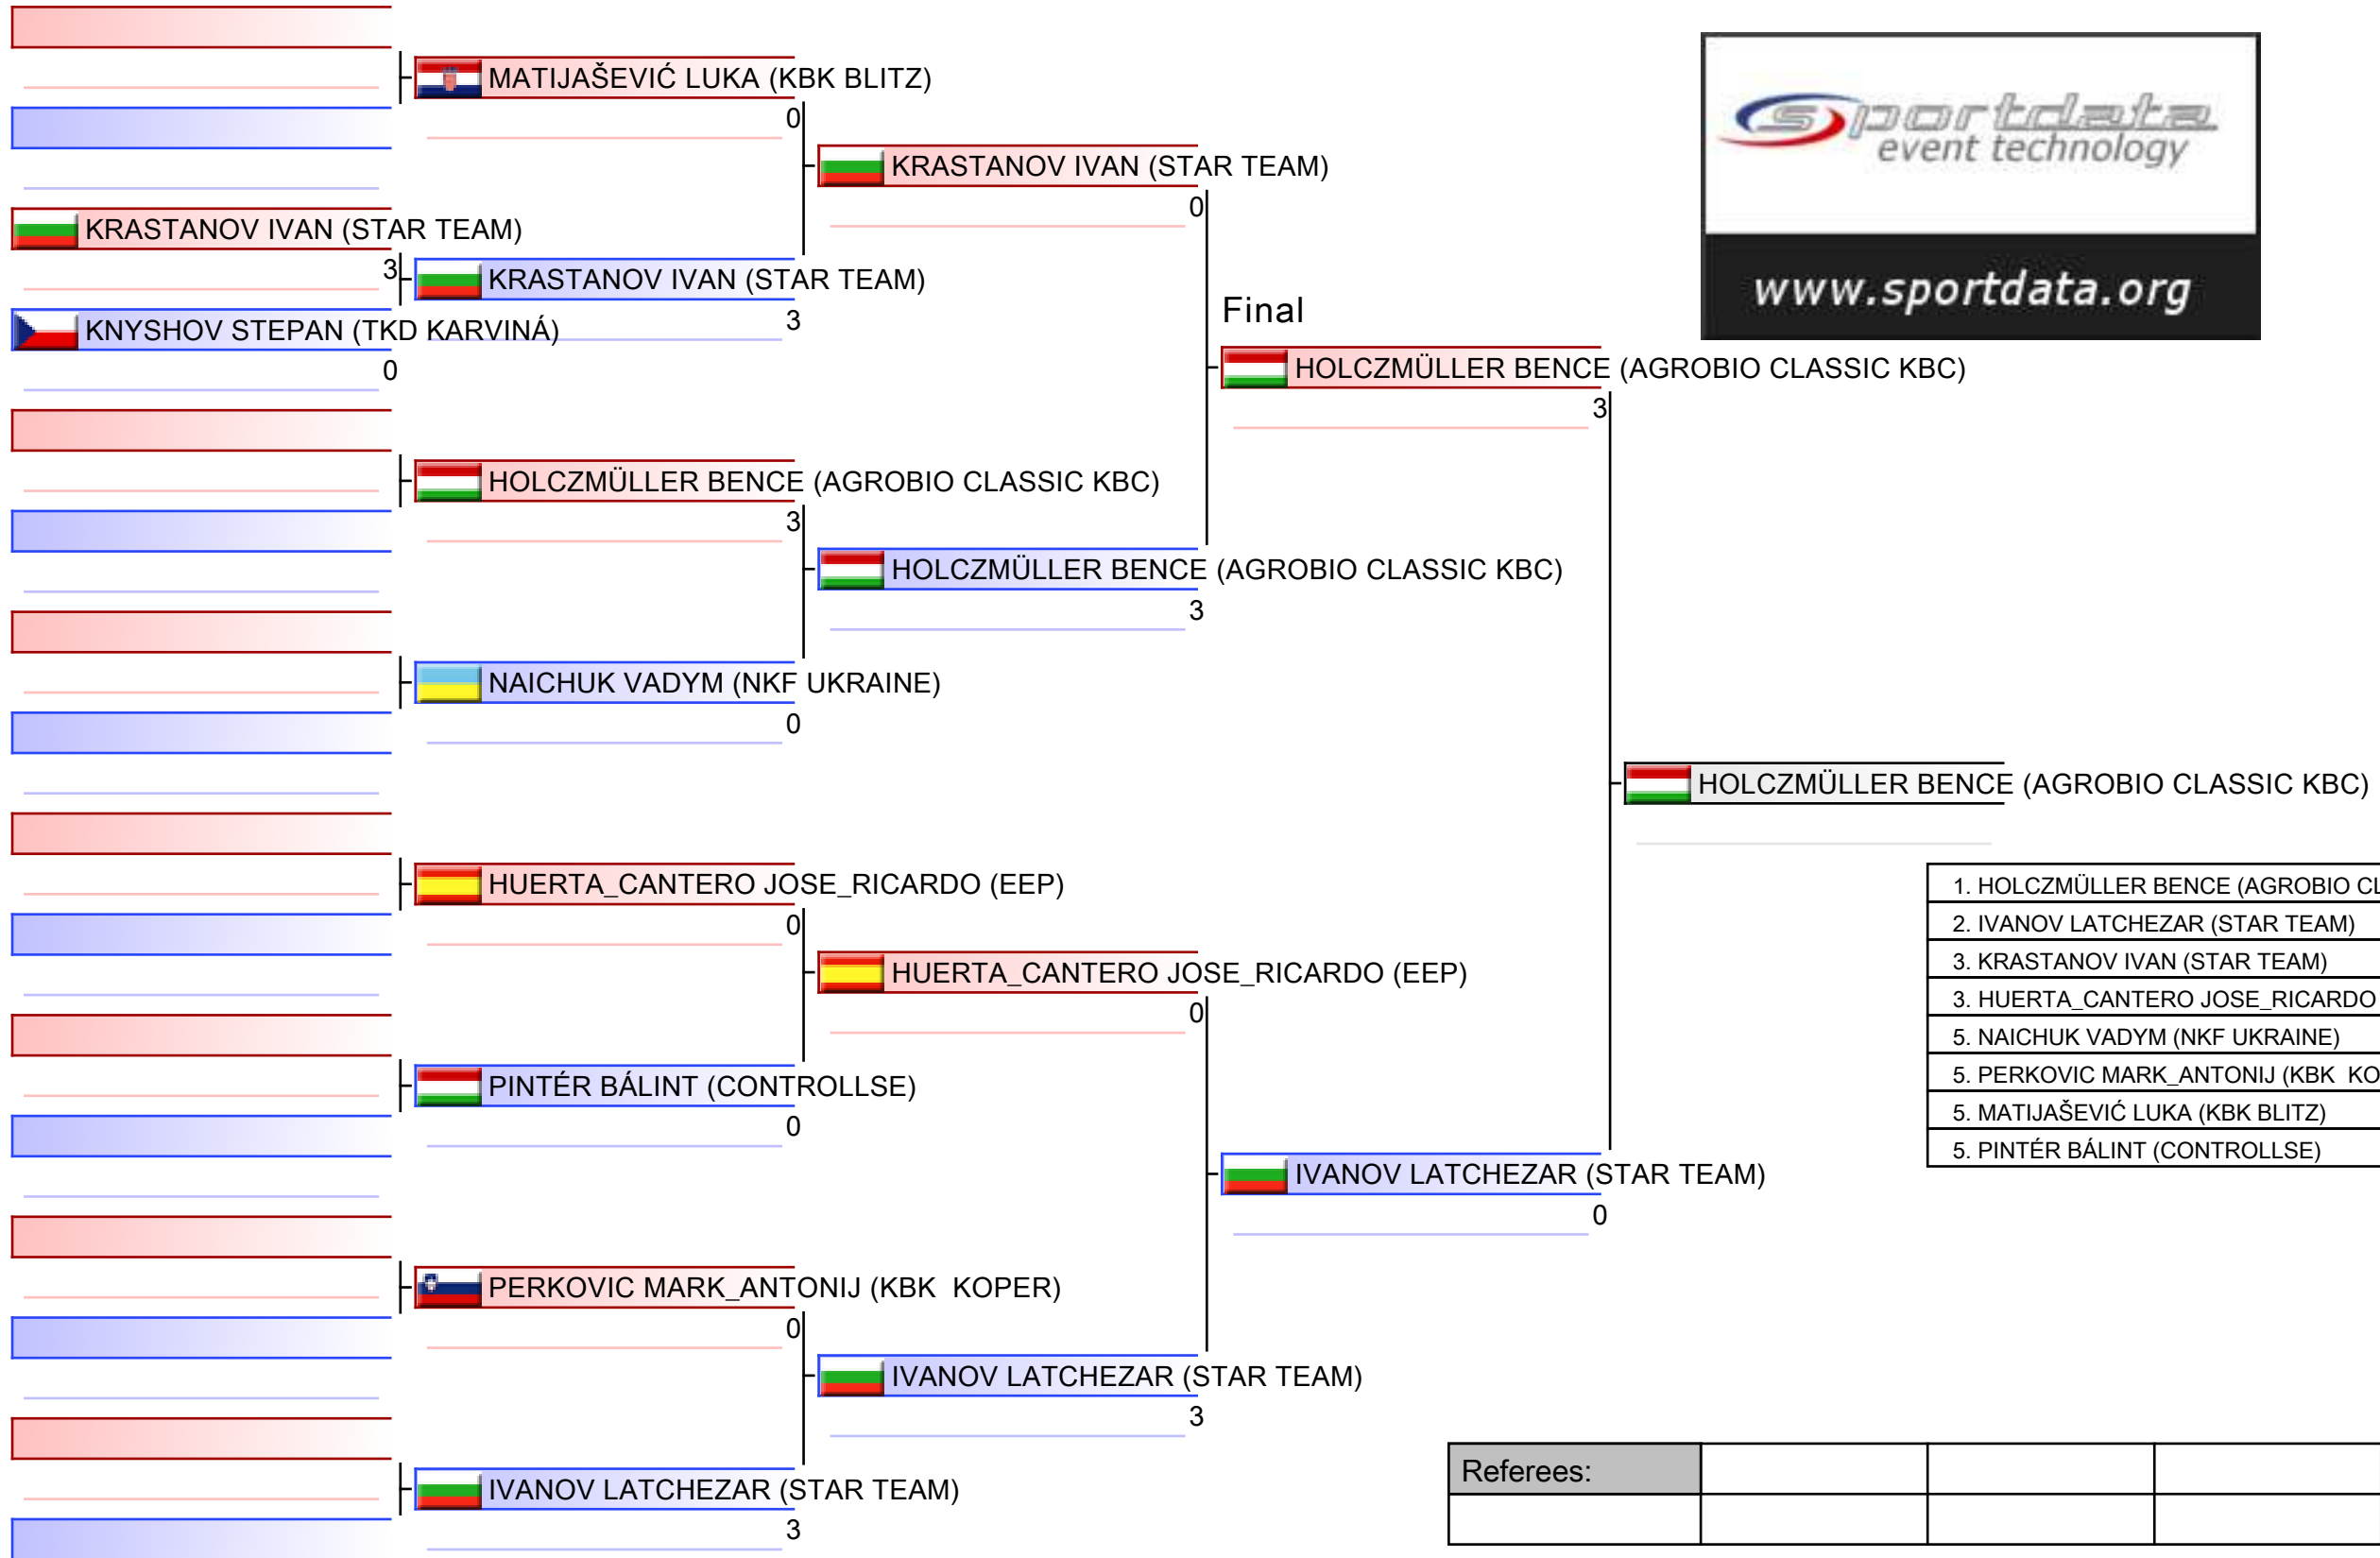 MATIJAŠEVIĆ LUKA (KBK BLITZ)
0
sportdata
event technology
www.sportdata.org
KRASTANOV IVAN (STAR TEAM)
0
KRASTANOV IVAN (STAR TEAM)
3
KRASTANOV IVAN (STAR TEAM)
3
KNYSHOV STEPAN (TKD KARVINÁ)
0
Final
HOLCZMÜLLER BENCE (AGROBIO CLASSIC KBC)
3
HOLCZMÜLLER BENCE (AGROBIO CLASSIC KBC)
3
HOLCZMÜLLER BENCE (AGROBIO CLASSIC KBC)
3
NAICHUK VADYM (NKF UKRAINE)
0
HOLCZMÜLLER BENCE (AGROBIO CLASSIC KBC)
HUERTA_CANTERO JOSE_RICARDO (EEP)
0
HUERTA_CANTERO JOSE_RICARDO (EEP)
0
PINTÉR BÁLINT (CONTROLLSE)
0
1. HOLCZMÜLLER BENCE (AGROBIO CL
2. IVANOV LATCHEZAR (STAR TEAM)
3. KRASTANOV IVAN (STAR TEAM)
3. HUERTA_CANTERO JOSE_RICARDO
5. NAICHUK VADYM (NKF UKRAINE)
5. PERKOVIC MARK_ANTONIJ (KBK  KO
5. MATIJAŠEVIĆ LUKA (KBK BLITZ)
5. PINTÉR BÁLINT (CONTROLLSE)
IVANOV LATCHEZAR (STAR TEAM)
0
PERKOVIC MARK_ANTONIJ (KBK  KOPER)
0
IVANOV LATCHEZAR (STAR TEAM)
3
IVANOV LATCHEZAR (STAR TEAM)
3
Referees: